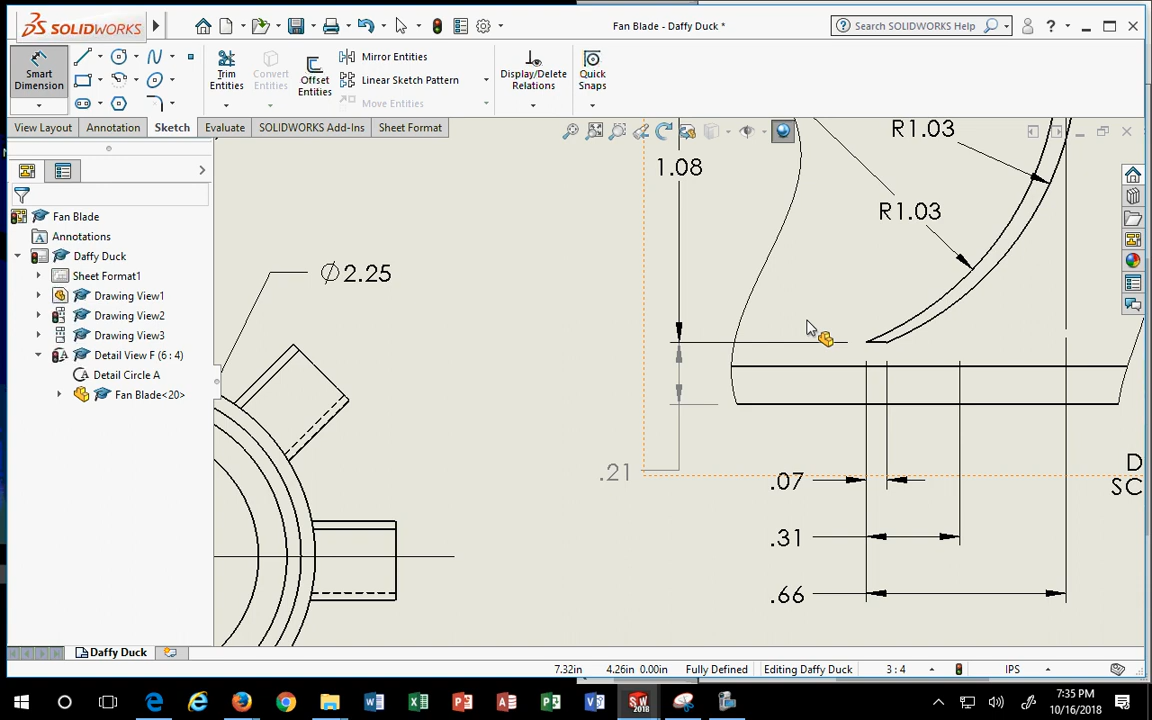 SOLIDWORKS
Fan Blade - Daffy Duck *
Search SOLIDWORKS Help
?
Smart Dimension
Trim Entities
Convert Entities
Offset Entities
Mirror Entities
Linear Sketch Pattern
Move Entities
Display/Delete Relations
Quick Snaps
View Layout
Annotation
Sketch
Evaluate
SOLIDWORKS Add-Ins
Sheet Format
Fan Blade
Annotations
Daffy Duck
Sheet Format1
Drawing View1
Drawing View2
Drawing View3
Detail View F (6 : 4)
Detail Circle A
Fan Blade<20>
1.08
R1.03
R1.03
∅2.25
.21
D
SC
.07
.31
.66
Daffy Duck
7.32in
4.26in
0.00in
Fully Defined
Editing Daffy Duck
3 : 4
IPS
7:35 PM
10/16/2018
SW
2018